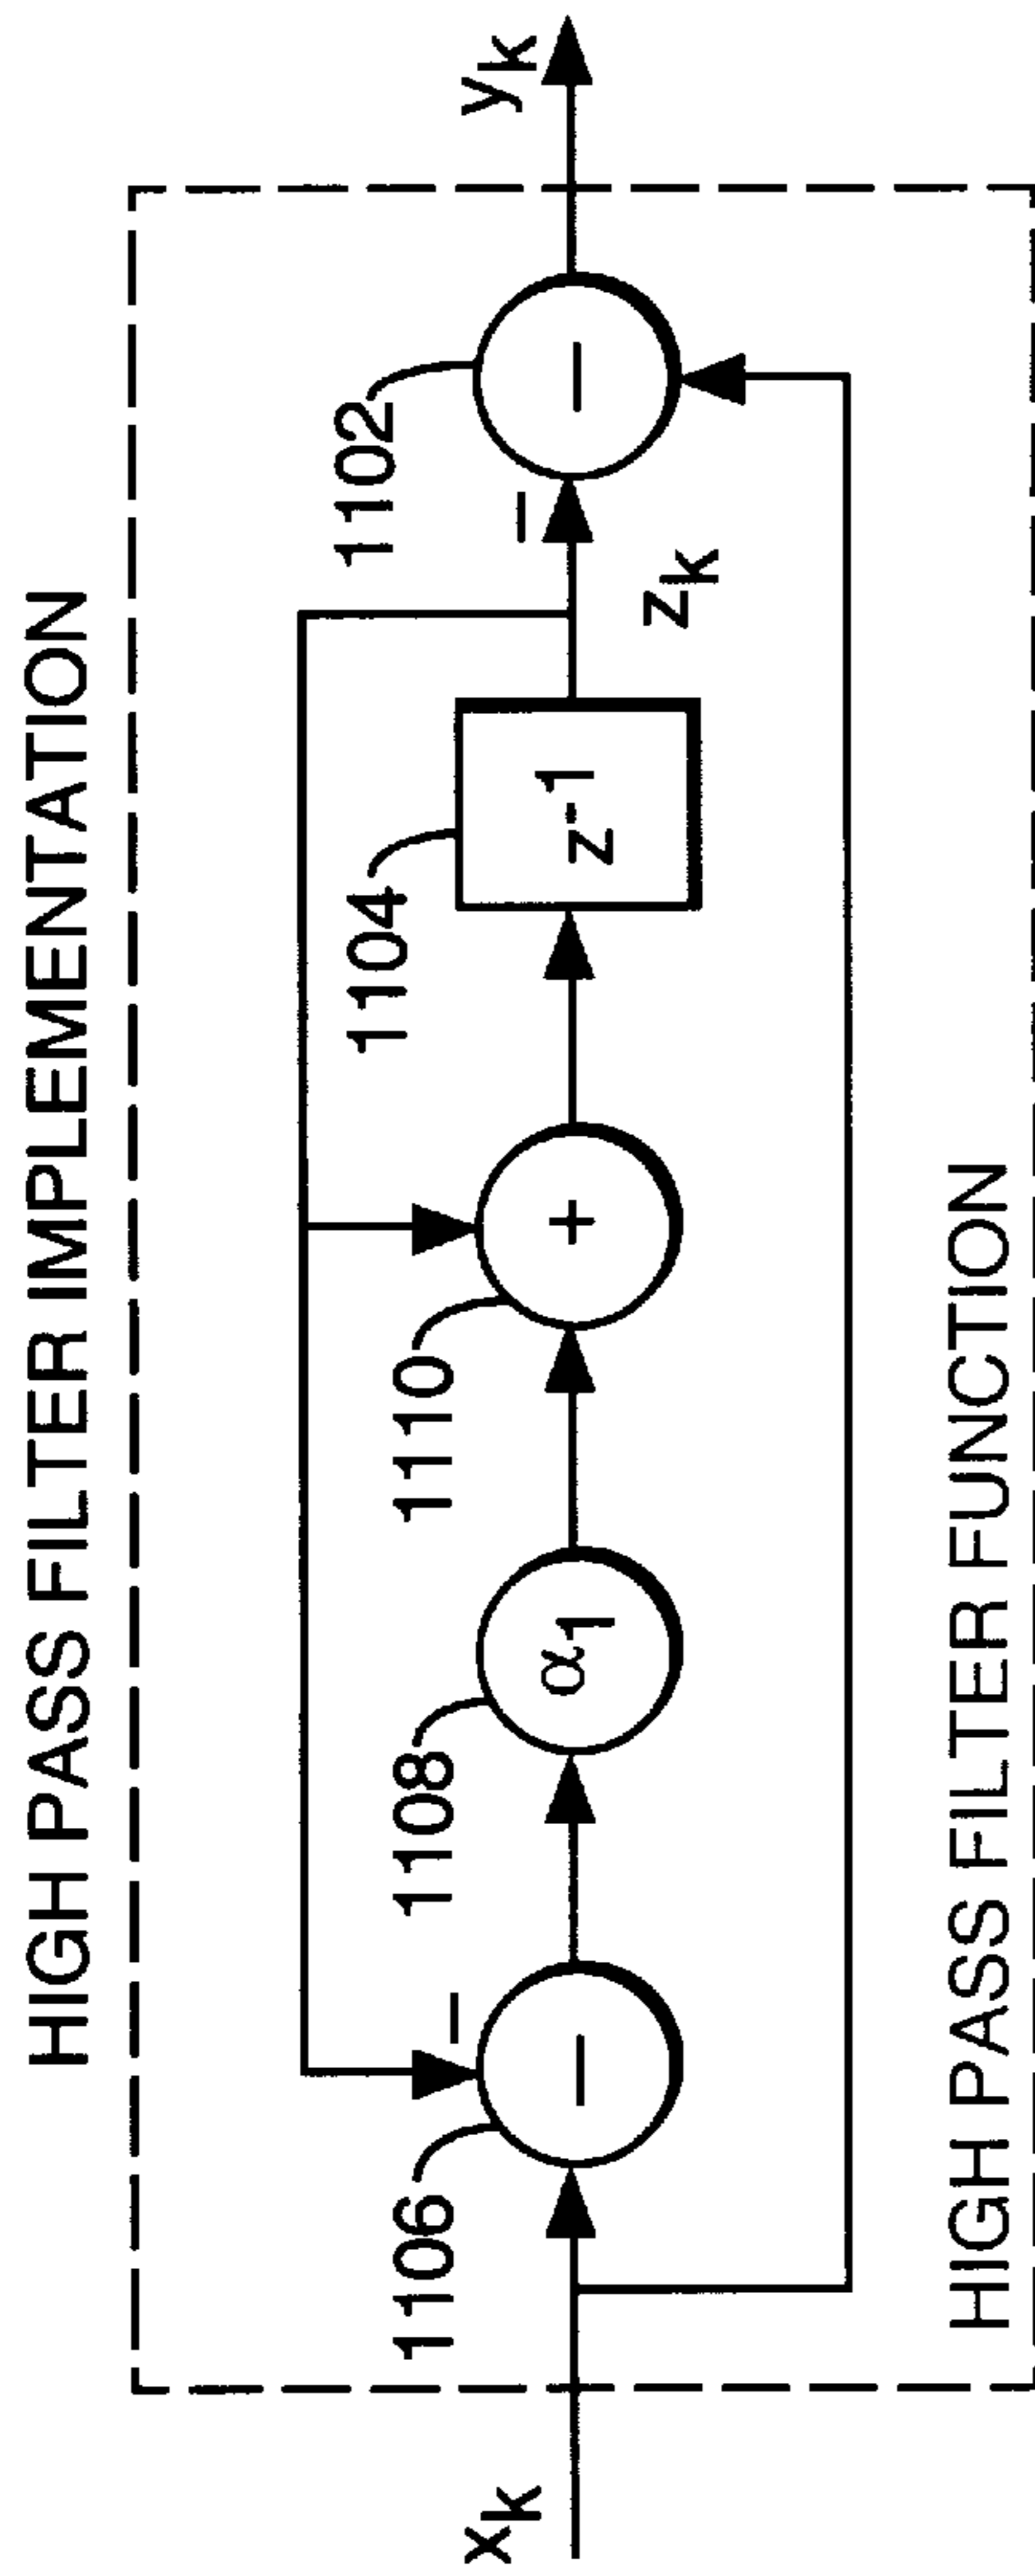 HIGH PASS FILTER IMPLEMENTATION
x_k
1106
−
−
1108
α_1
1110
+
1104
z^-1
z_k
−
1102
−
y_k
HIGH PASS FILTER FUNCTION